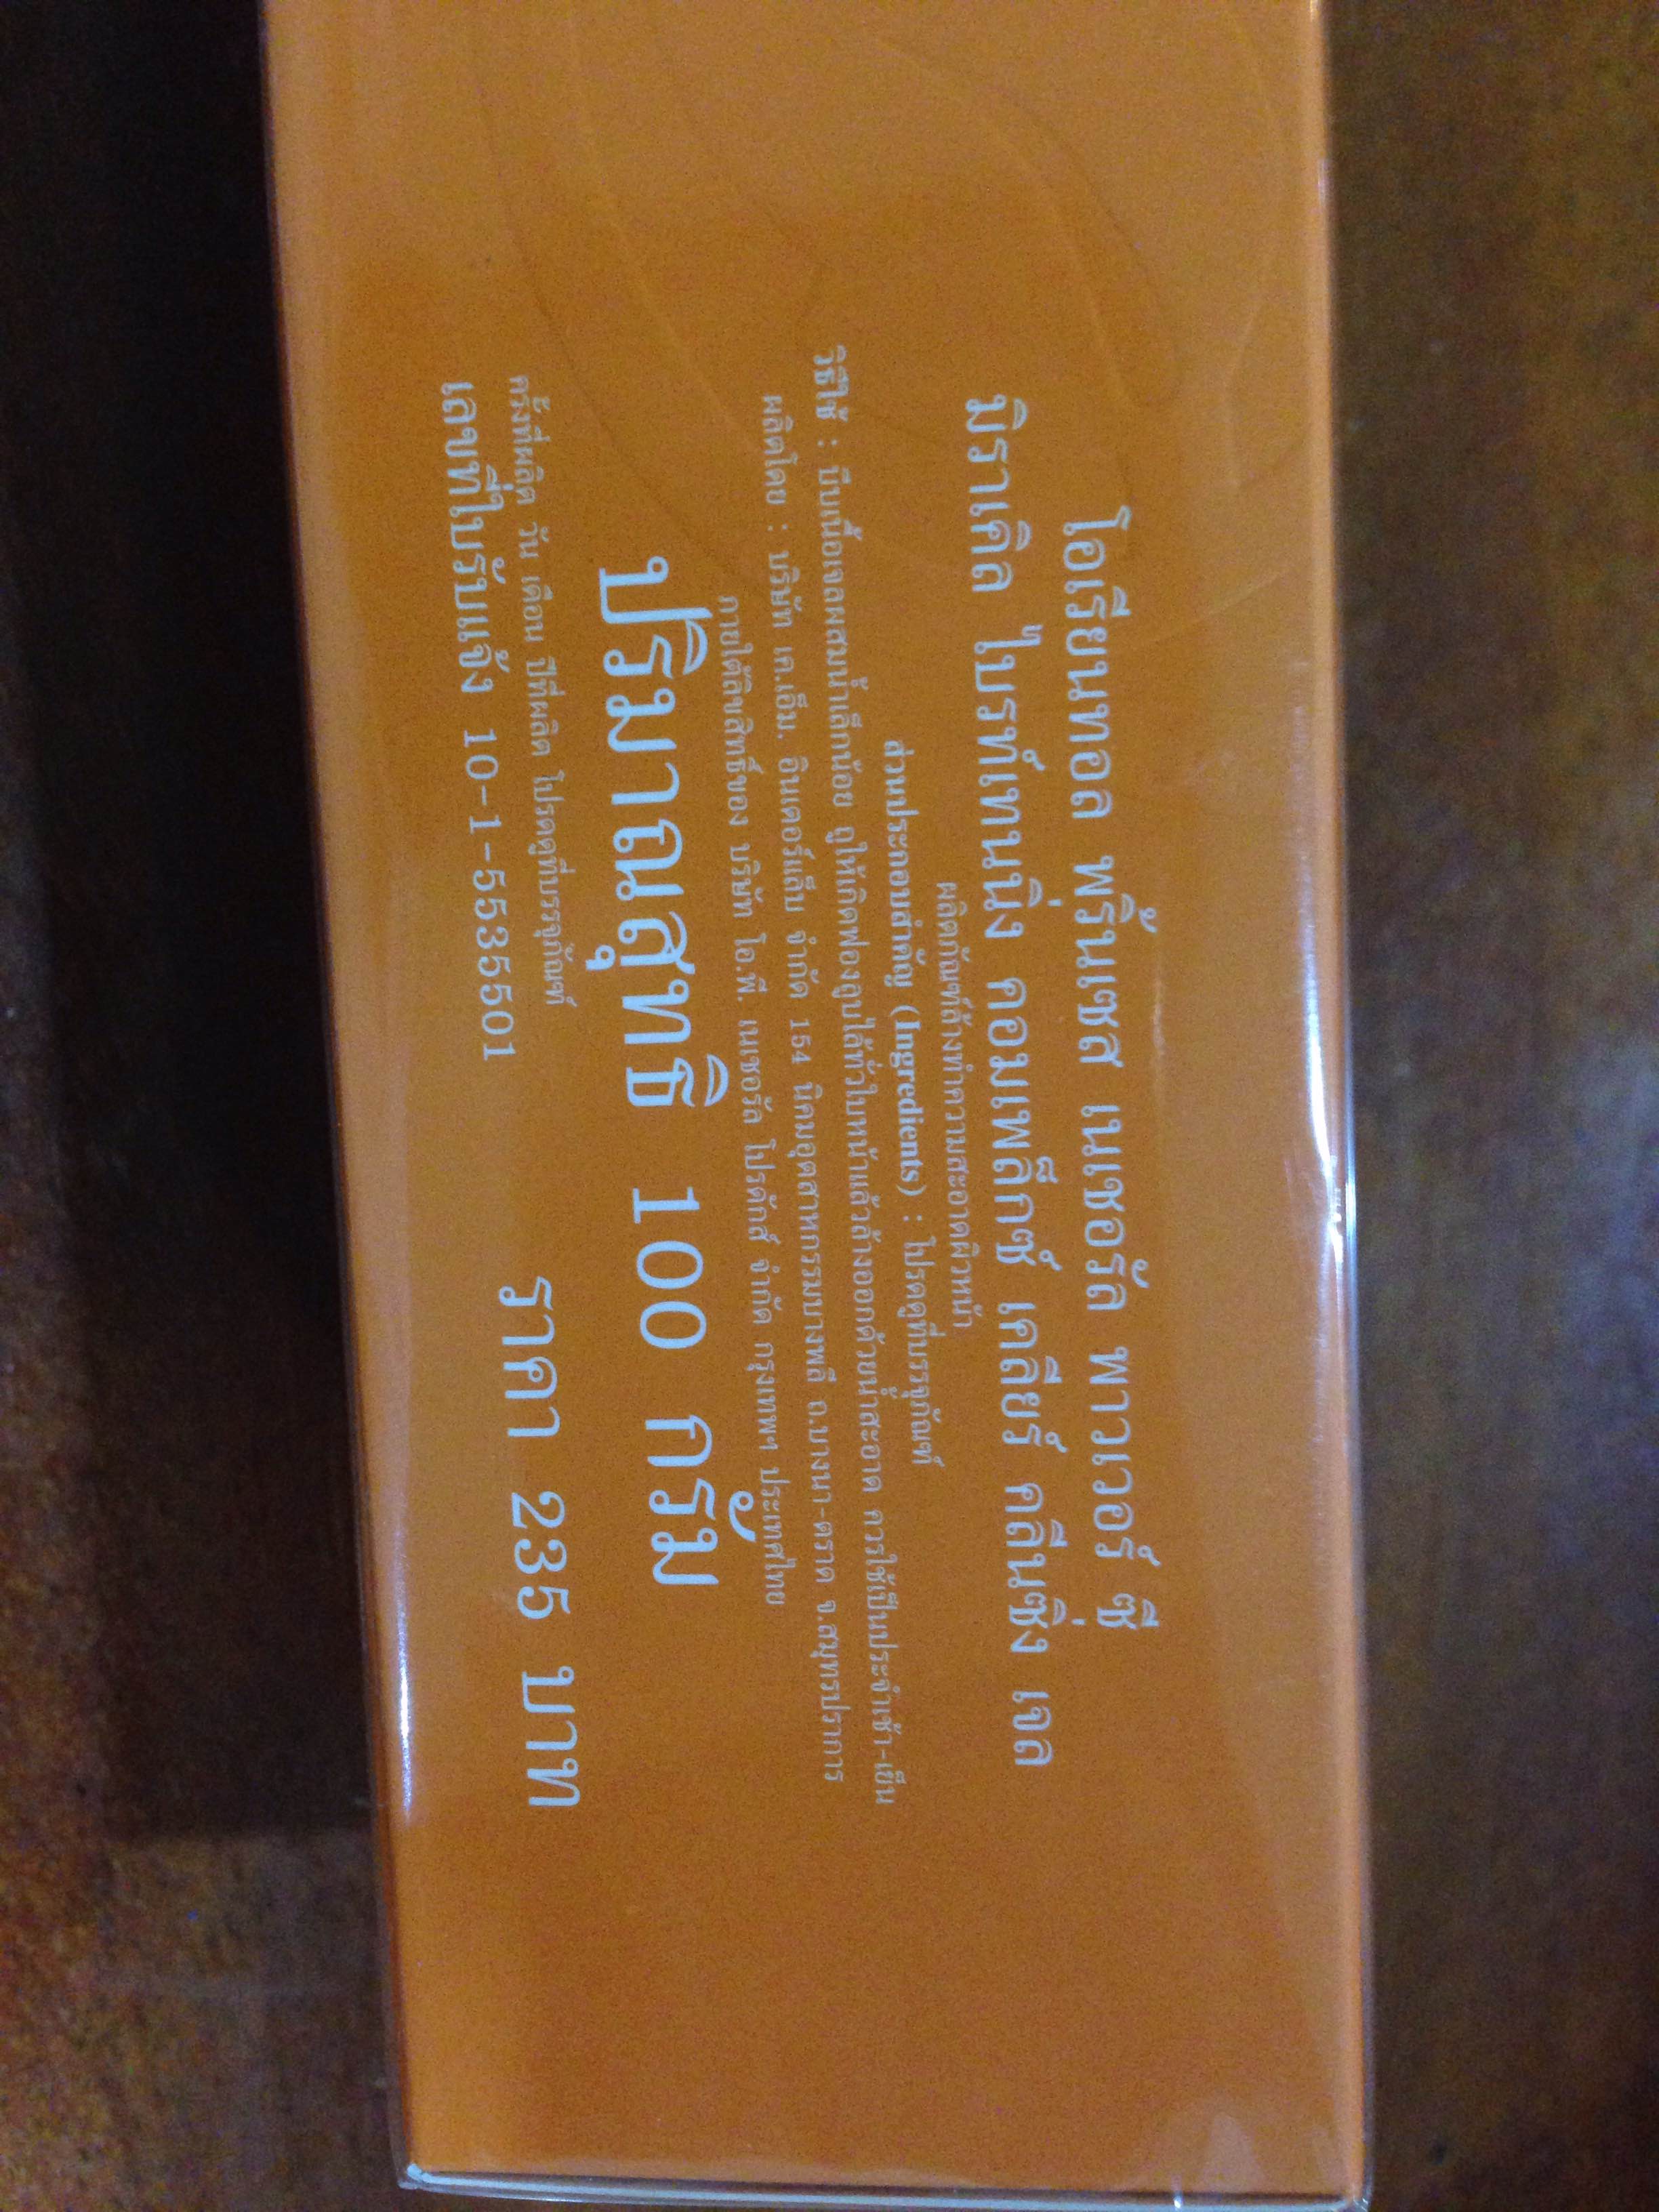 โอเรียนทอล พริ้นเซส เนเชอรัล พาวเวอร์ ซี
มิราเคิล ไบรท์เทนนิ่ง คอมเพล็กซ์ เคลียร์ คลีนซิ่ง เจล
ผลิตภัณฑ์ล้างทำความสะอาดผิวหน้า
ส่วนประกอบสำคัญ (Ingredients) : โปรดดูที่บรรจุภัณฑ์
วิธีใช้ : บีบเนื้อเจลผสมน้ำเล็กน้อย ถูให้เกิดฟองลูบไล้ทั่วใบหน้าแล้วล้างออกด้วยน้ำสะอาด ควรใช้เป็นประจำเช้า-เย็น
ผลิตโดย : บริษัท เค.เอ็ม. อินเตอร์แล็บ จำกัด 154 นิคมอุตสาหกรรมบางพลี ถ.บางนา-ตราด จ.สมุทรปราการ
ภายใต้ลิขสิทธิ์ของ บริษัท โอ.พี. เนเชอรัล โปรดักส์ จำกัด กรุงเทพฯ ประเทศไทย
ปริมาณสุทธิ 100 กรัม
ครั้งที่ผลิต วัน เดือน ปีที่ผลิต โปรดดูที่บรรจุภัณฑ์
เลขที่ใบรับแจ้ง 10-1-5535501
ราคา 235 บาท